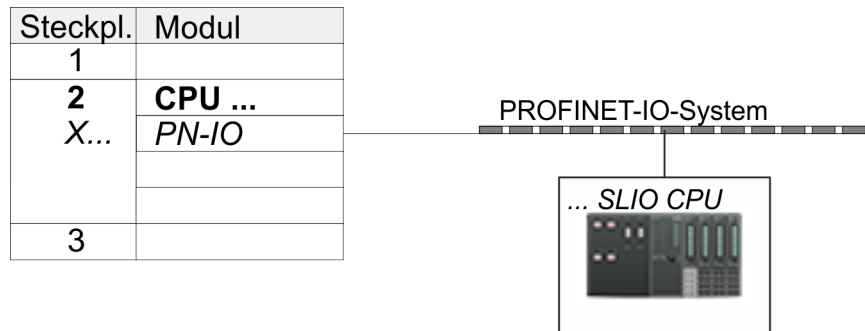 Steckpl. Modul
1
2 CPU ...
X... PN-IO
3
PROFINET-IO-System
... SLIO CPU